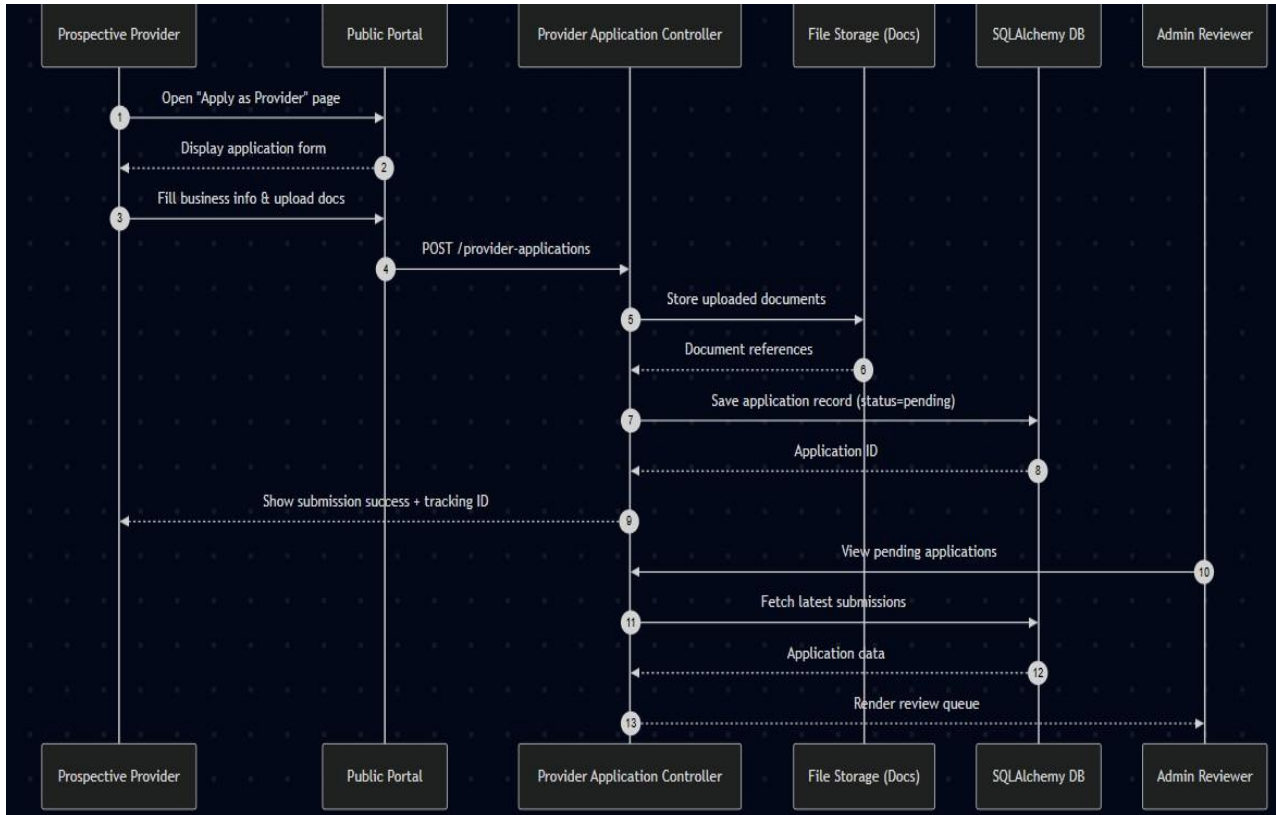 Prospective Provider
Public Portal
Provider Application Controller
File Storage (Docs)
SQLAlchemy DB
Admin Reviewer
Open "Apply as Provider" page
1
Display application form
2
Fill business info & upload docs
3
POST /provider-applications
4
Store uploaded documents
5
Document references
6
Save application record (status=pending)
7
Application ID
8
Show submission success + tracking ID
9
View pending applications
10
Fetch latest submissions
11
Application data
12
Render review queue
13
Prospective Provider
Public Portal
Provider Application Controller
File Storage (Docs)
SQLAlchemy DB
Admin Reviewer